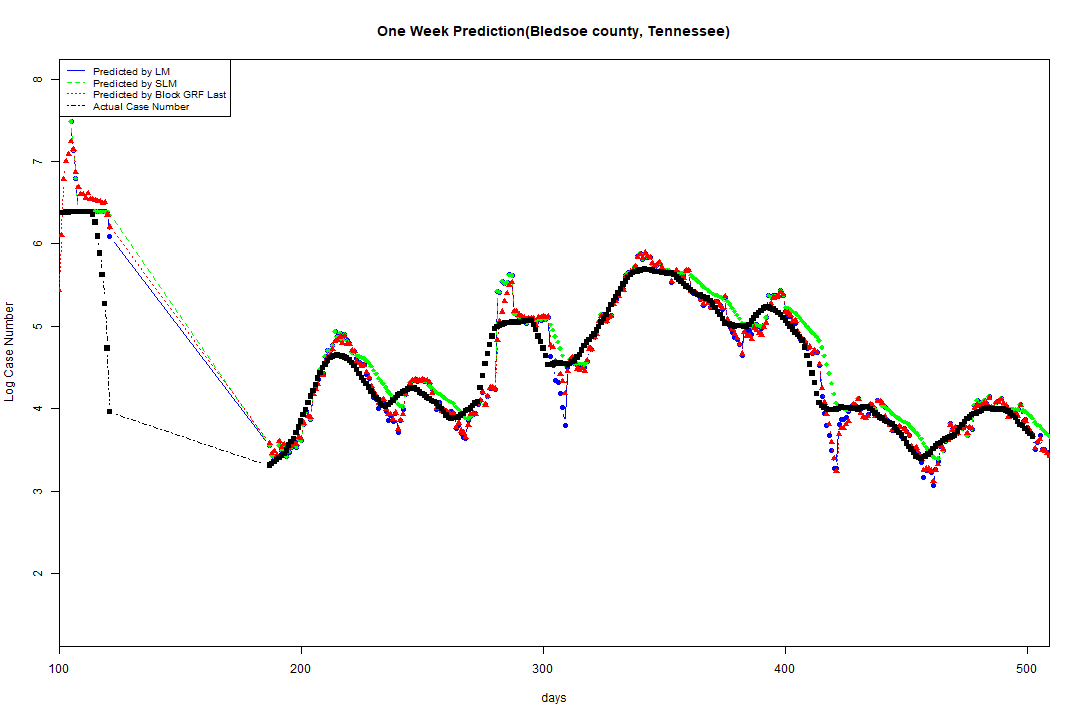 One Week Prediction(Bledsoe county, Tennessee)
Predicted by LM
Predicted by SLM
Predicted by Block GRF Last
Actual Case Number
Log Case Number
8
7
6
5
4
3
2
100 200 300 400 500
days